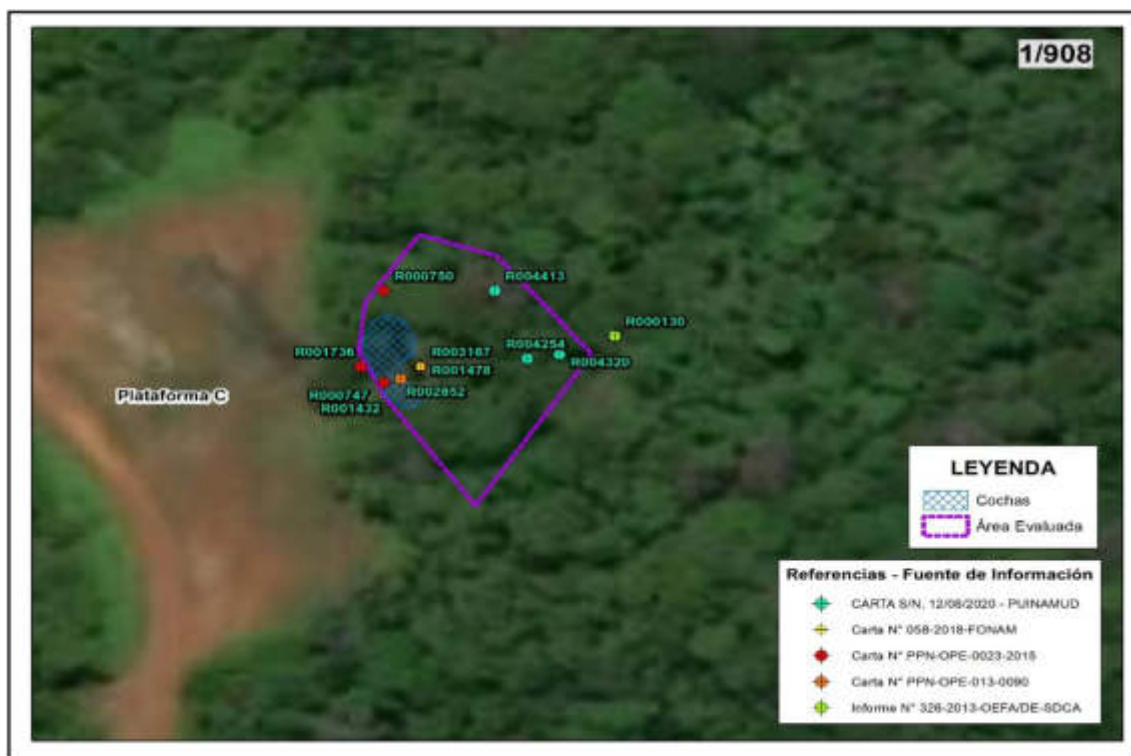 1/908
R000750
R004413
R000130
R004254
R001736
R003187
R004320
R001478
Plataforma C
R000747
R002852
R001432
LEYENDA
Cochas
Área Evaluada
Referencias - Fuente de Información
CARTA S/N, 12/08/2020 - PUINAMUD
Carta N° 058-2018-FONAM
Carta N° PPN-OPE-0023-2015
Carta N° PPN-OPE-013-0090
Informe N° 326-2013-OEFA/DE-SDCA